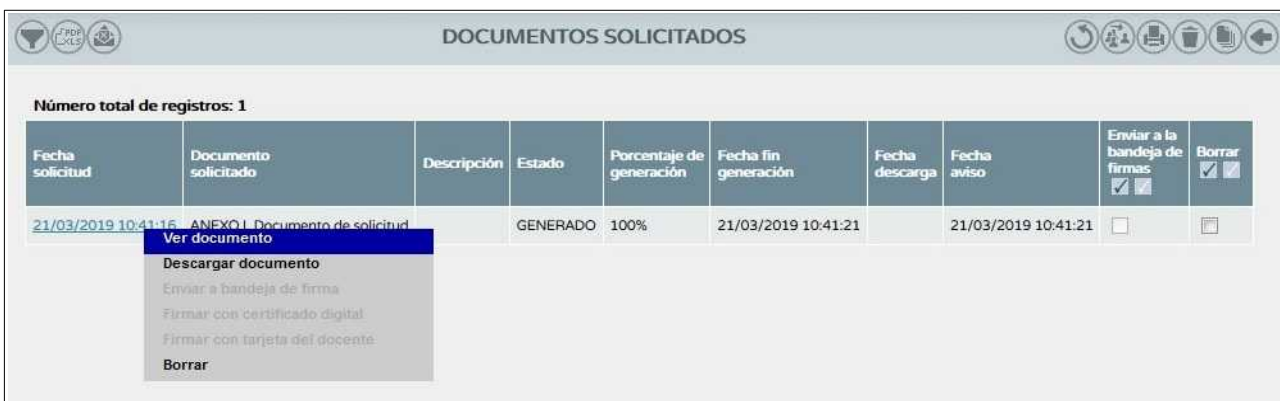 PDF
XLS
DOCUMENTOS SOLICITADOS
Número total de registros: 1
Fecha solicitud
Documento solicitado
Descripción
Estado
Porcentaje de generación
Fecha fin generación
Fecha descarga
Fecha aviso
Enviar a la bandeja de firmas
Borrar
21/03/2019 10:41:16 ANEXO I. Documento de solicitud GENERADO 100% 21/03/2019 10:41:21 21/03/2019 10:41:21
Ver documento
Descargar documento
Enviar a bandeja de firma
Firmar con certificado digital
Firmar con tarjeta del docente
Borrar